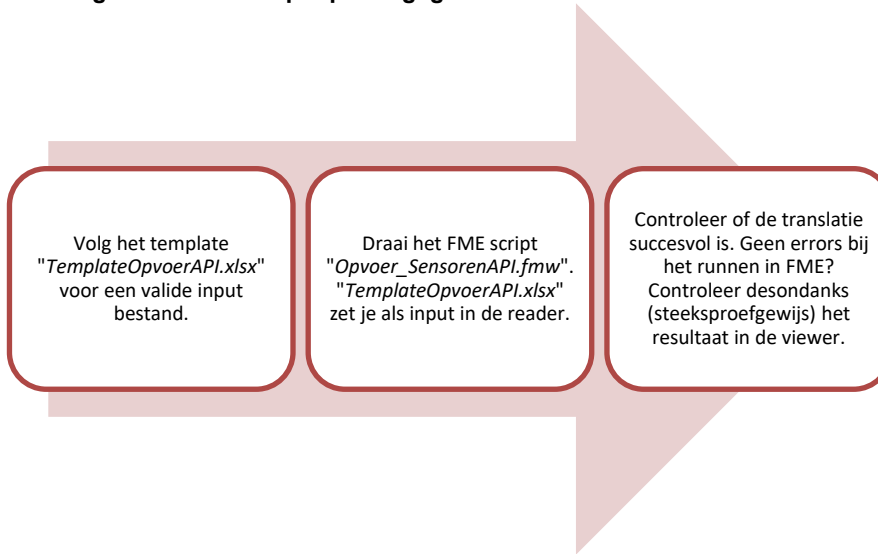 Volg het template
"TemplateOpvoerAPI.xlsx"
voor een valide input
bestand.
Draai het FME script
"Opvoer_SensorenAPI.fmw".
"TemplateOpvoerAPI.xlsx"
zet je als input in de reader.
Controleer of de translatie
succesvol is. Geen errors bij
het runnen in FME?
Controleer desondanks
(steeksproefgewijs) het
resultaat in de viewer.